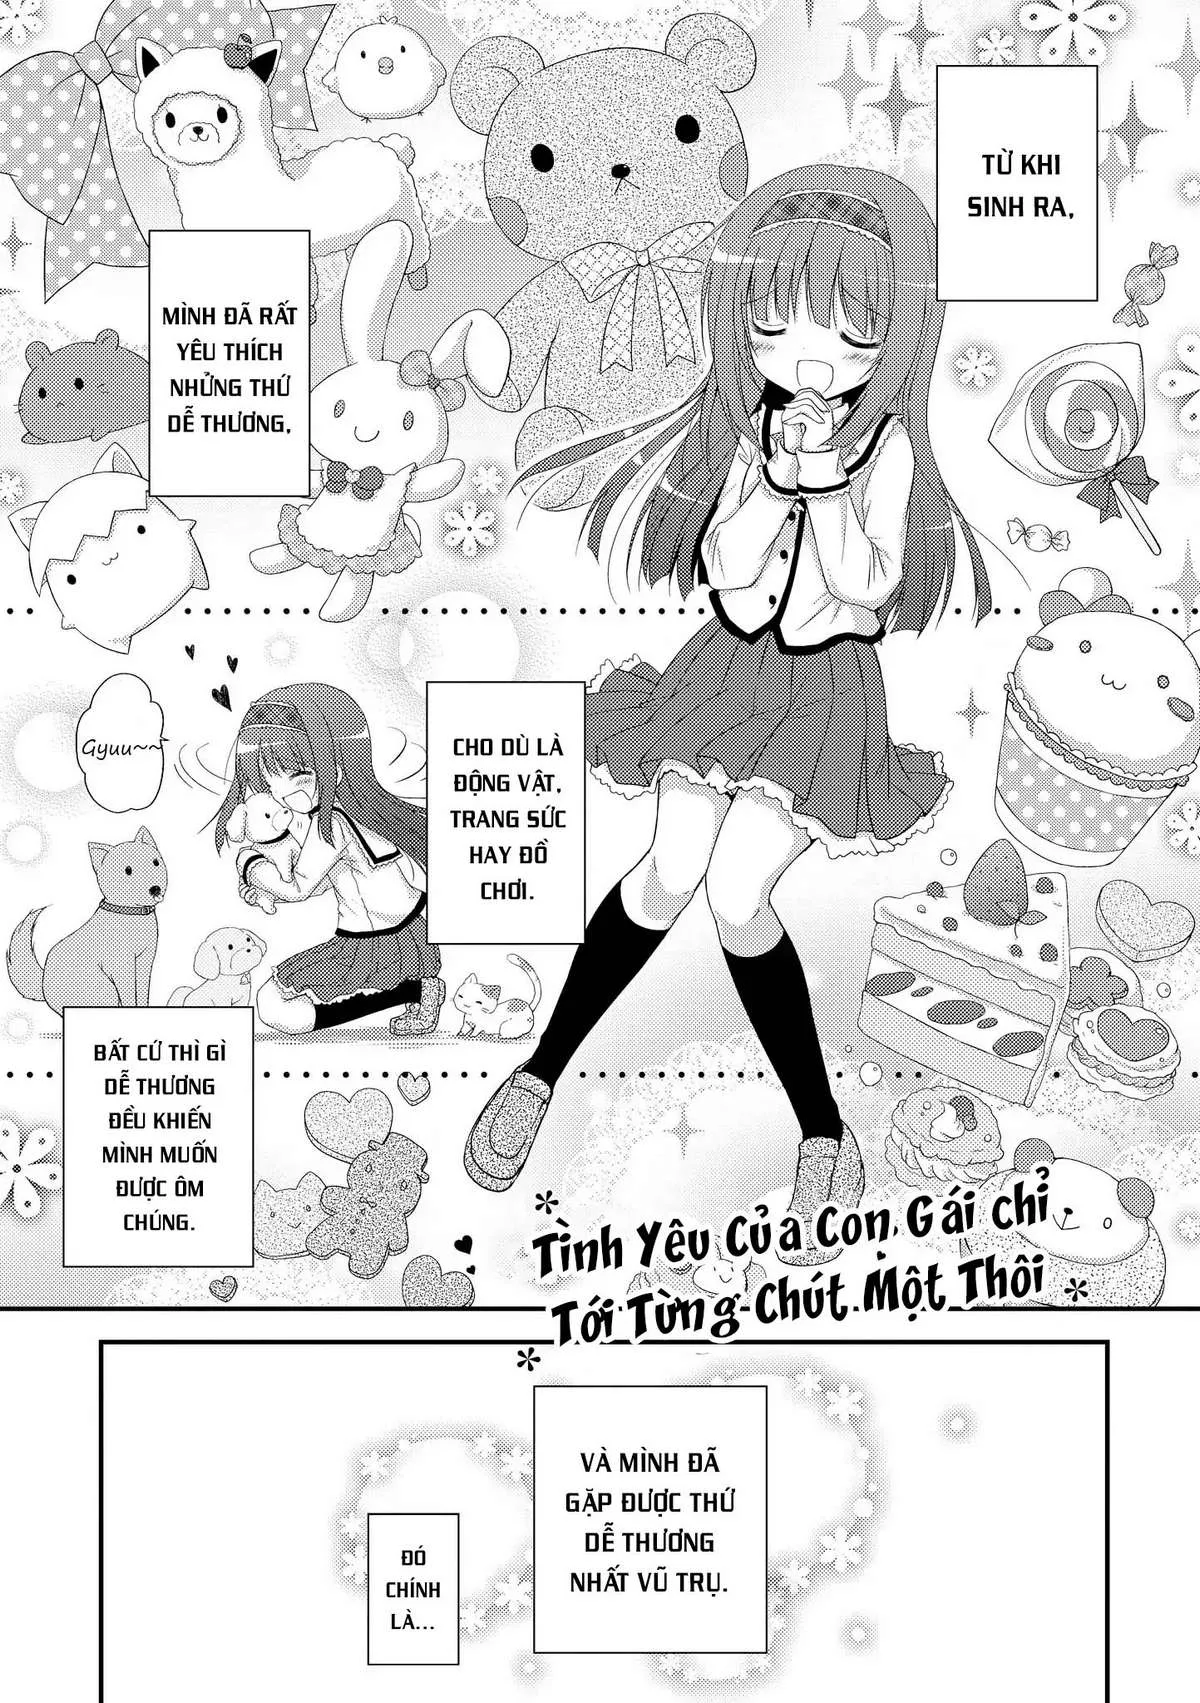 TỪ KHI
SINH RA,
MÌNH ĐÃ RẤT
YÊU THÍCH
NHỮNG THỨ
DỄ THƯƠNG,
CHO DÙ LÀ
ĐỘNG VẬT,
TRANG SỨC
HAY ĐỒ
CHƠI.
Gyuu~~
BẤT CỨ THÌ GÌ
DỄ THƯƠNG
ĐỀU KHIẾN
MÌNH MUỐN
ĐƯỢC ÔM
CHÚNG.
Tình Yêu Của Con Gái chỉ
Tới Từng Chút Một Thôi
VÀ MÌNH ĐÃ
GẶP ĐƯỢC THỨ
DỄ THƯƠNG
NHẤT VŨ TRỤ.
ĐÓ
CHÍNH
LÀ...